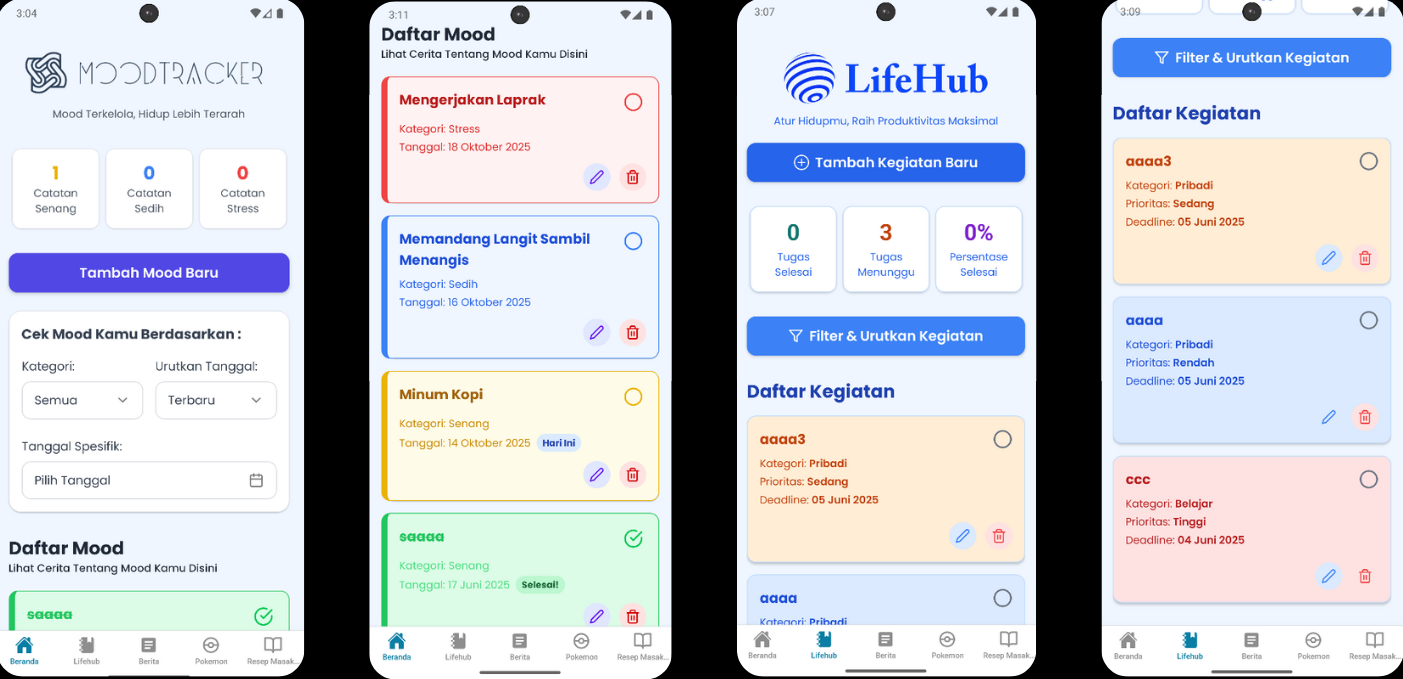 3:04
MOODTRACKER
Mood Terkelola, Hidup Lebih Terarah
1
Catatan
Senang
0
Catatan
Sedih
0
Catatan
Stress
Tambah Mood Baru
Cek Mood Kamu Berdasarkan :
Kategori:
Semua
Urutkan Tanggal:
Terbaru
Tanggal Spesifik:
Pilih Tanggal
Daftar Mood
Lihat Cerita Tentang Mood Kamu Disini
saaaa
Beranda
Lifehub
Berita
Pokemon
Resep Masak...
3:11
Daftar Mood
Lihat Cerita Tentang Mood Kamu Disini
Mengerjakan Laprak
Kategori: Stress
Tanggal: 18 Oktober 2025
Memandang Langit Sambil
Menangis
Kategori: Sedih
Tanggal: 16 Oktober 2025
Minum Kopi
Kategori: Senang
Tanggal: 14 Oktober 2025 Hari Ini
saaaa
Kategori: Senang
Tanggal: 17 Juni 2025 Selesai!
Beranda
Lifehub
Berita
Pokemon
Resep Masak...
3:07
LifeHub
Atur Hidupmu, Raih Produktivitas Maksimal
Tambah Kegiatan Baru
0
Tugas
Selesai
3
Tugas
Menunggu
0%
Persentase
Selesai
Filter & Urutkan Kegiatan
Daftar Kegiatan
aaaa3
Kategori: Pribadi
Prioritas: Sedang
Deadline: 05 Juni 2025
aaaa
Kategori: Pribadi
Beranda
Lifehub
Berita
Pokemon
Resep Masak...
3:09
Filter & Urutkan Kegiatan
Daftar Kegiatan
aaaa3
Kategori: Pribadi
Prioritas: Sedang
Deadline: 05 Juni 2025
aaaa
Kategori: Pribadi
Prioritas: Rendah
Deadline: 05 Juni 2025
ccc
Kategori: Belajar
Prioritas: Tinggi
Deadline: 04 Juni 2025
Beranda
Lifehub
Berita
Pokemon
Resep Masak...